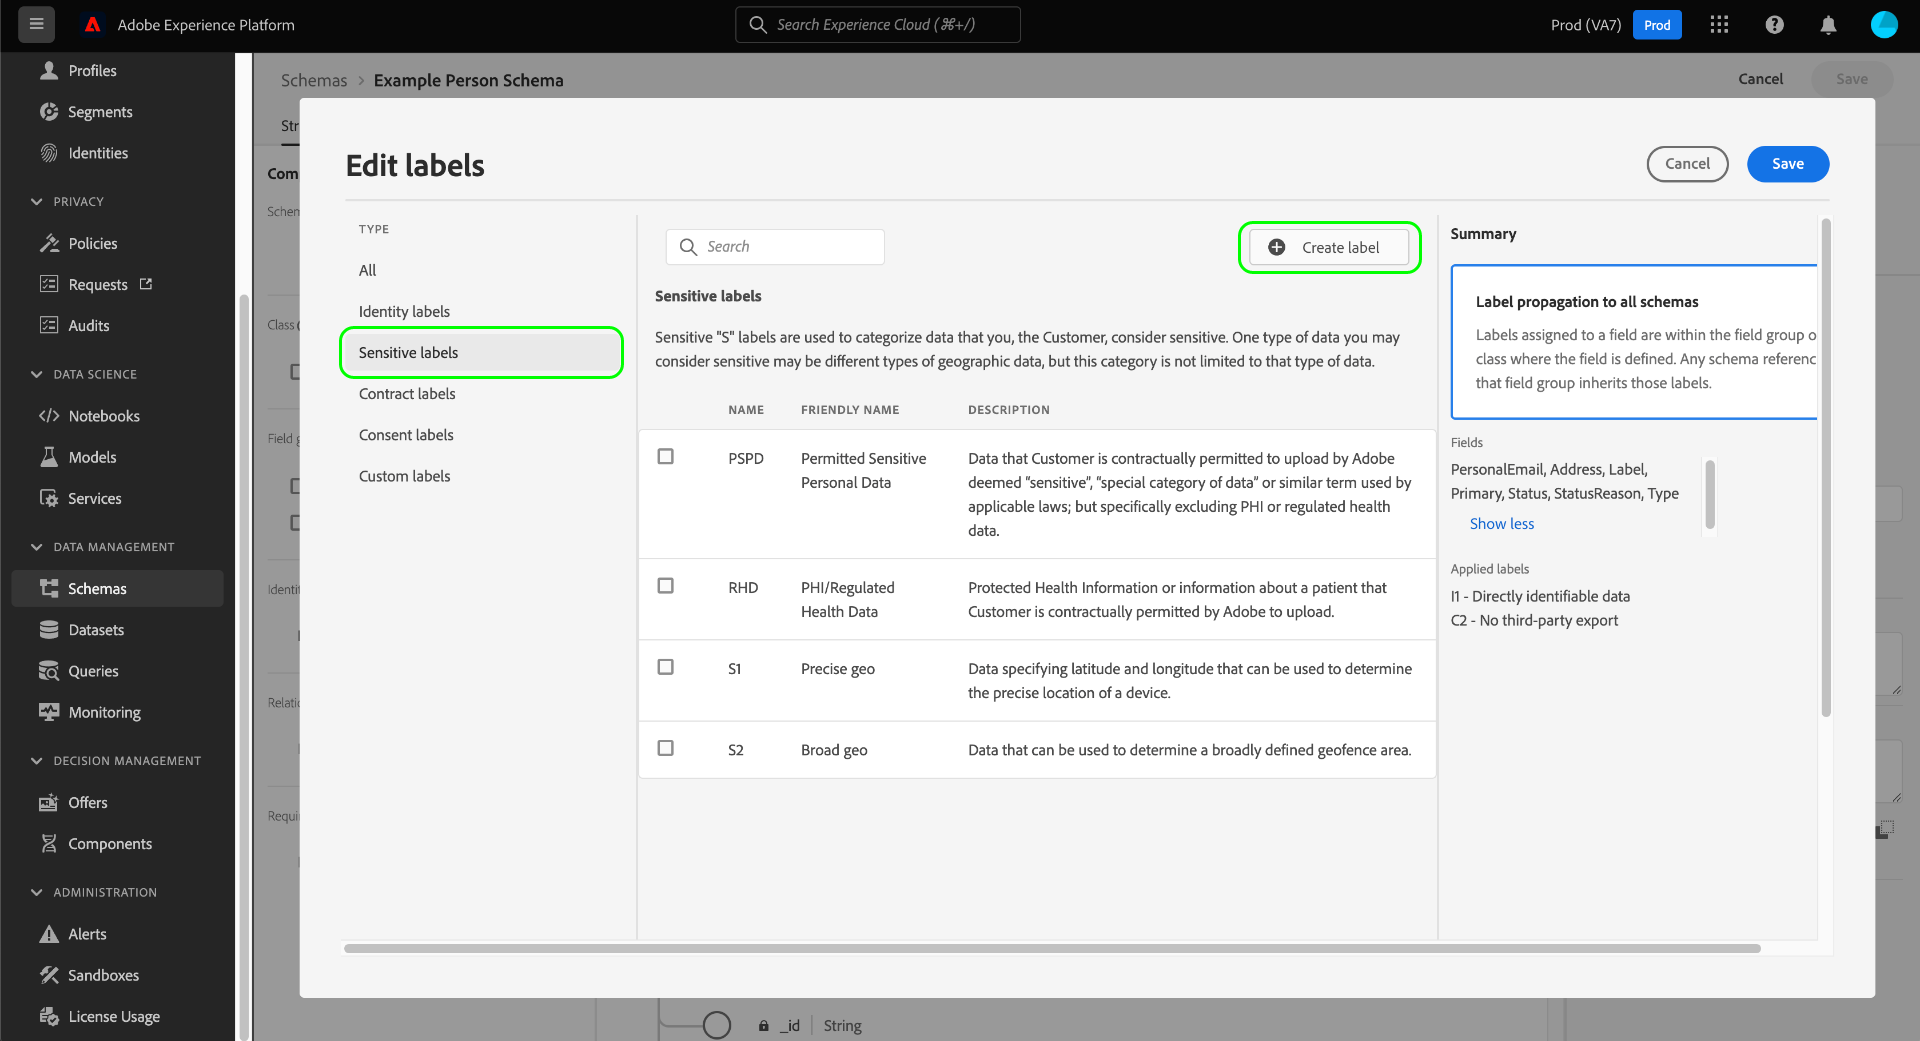 Adobe Experience Platform
Search Experience Cloud (⌘+/)
Prod (VA7)
Prod
Profiles
Segments
Identities
PRIVACY
Policies
Requests
Audits
DATA SCIENCE
Notebooks
Models
Services
DATA MANAGEMENT
Schemas
Datasets
Queries
Monitoring
DECISION MANAGEMENT
Offers
Components
ADMINISTRATION
Alerts
Sandboxes
License Usage
Schemas > Example Person Schema
Cancel
Save
Str
Com
Schem
Class (
Field g
Identit
Relatio
Requir
Edit labels
Cancel
Save
TYPE
All
Identity labels
Sensitive labels
Contract labels
Consent labels
Custom labels
Search
Create label
Sensitive labels
Sensitive "S" labels are used to categorize data that you, the Customer, consider sensitive. One type of data you may
consider sensitive may be different types of geographic data, but this category is not limited to that type of data.
NAME FRIENDLY NAME DESCRIPTION
PSPD
Permitted Sensitive
Personal Data
Data that Customer is contractually permitted to upload by Adobe
deemed “sensitive”, “special category of data” or similar term used by
applicable laws; but specifically excluding PHI or regulated health
data.
RHD
PHI/Regulated
Health Data
Protected Health Information or information about a patient that
Customer is contractually permitted by Adobe to upload.
S1
Precise geo
Data specifying latitude and longitude that can be used to determine
the precise location of a device.
S2
Broad geo
Data that can be used to determine a broadly defined geofence area.
Summary
Label propagation to all schemas
Labels assigned to a field are within the field group o
class where the field is defined. Any schema referenc
that field group inherits those labels.
Fields
PersonalEmail, Address, Label,
Primary, Status, StatusReason, Type
Show less
Applied labels
I1 - Directly identifiable data
C2 - No third-party export
_id
String